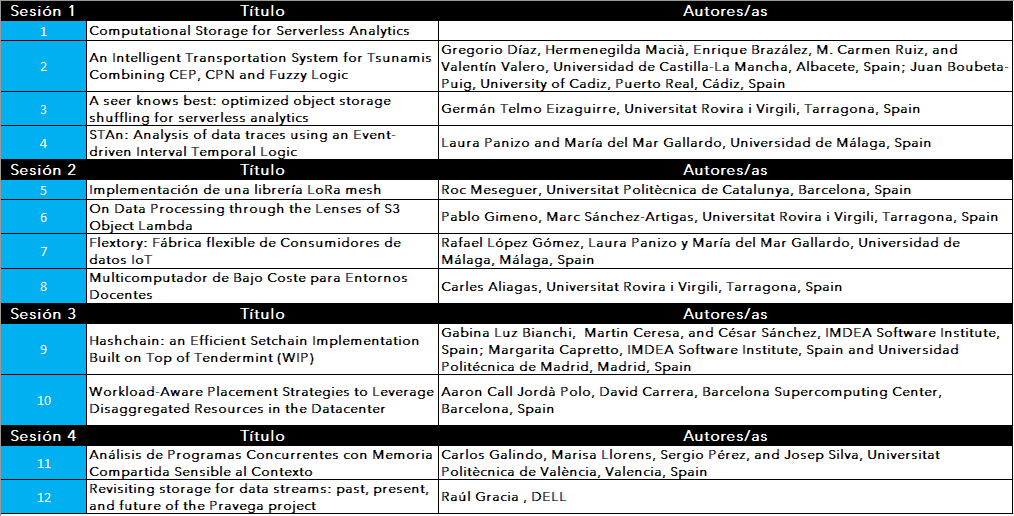 Sesión 1 Título Autores/as
1 Computational Storage for Serverless Analytics
2 An Intelligent Transportation System for Tsunamis
Combining CEP, CPN and Fuzzy Logic
Gregorio Díaz, Hermenegilda Macià, Enrique Brazález, M. Carmen Ruiz, and
Valentín Valero, Universidad de Castilla-La Mancha, Albacete, Spain; Juan Boubeta-
Puig, University of Cadiz, Puerto Real, Cádiz, Spain
3 A seer knows best: optimized object storage
shuffling for serverless analytics
Germán Telmo Eizaguirre, Universitat Rovira i Virgili, Tarragona, Spain
4 STAn: Analysis of data traces using an Event-
driven Interval Temporal Logic
Laura Panizo and María del Mar Gallardo, Universidad de Málaga, Spain
Sesión 2 Título Autores/as
5 Implementación de una librería LoRa mesh
Roc Meseguer, Universitat Politècnica de Catalunya, Barcelona, Spain
6 On Data Processing through the Lenses of S3
Object Lambda
Pablo Gimeno, Marc Sánchez-Artigas, Universitat Rovira i Virgili, Tarragona, Spain
7 Flextory: Fábrica flexible de Consumidores de
datos IoT
Rafael López Gómez, Laura Panizo y María del Mar Gallardo, Universidad de
Málaga, Málaga, Spain
8 Multicomputador de Bajo Coste para Entornos
Docentes
Carles Aliagas, Universitat Rovira i Virgili, Tarragona, Spain
Sesión 3 Título Autores/as
9 Hashchain: an Efficient Setchain Implementation
Built on Top of Tendermint (WIP)
Gabina Luz Bianchi, Martin Ceresa, and César Sánchez, IMDEA Software Institute,
Spain; Margarita Capretto, IMDEA Software Institute, Spain and Universidad
Politécnica de Madrid, Madrid, Spain
10 Workload-Aware Placement Strategies to Leverage
Disaggregated Resources in the Datacenter
Aaron Call Jordà Polo, David Carrera, Barcelona Supercomputing Center,
Barcelona, Spain
Sesión 4 Título Autores/as
11 Análisis de Programas Concurrentes con Memoria
Compartida Sensible al Contexto
Carlos Galindo, Marisa Llorens, Sergio Pérez, and Josep Silva, Universitat
Politècnica de València, Valencia, Spain
12 Revisiting storage for data streams: past, present,
and future of the Pravega project
Raúl Gracia , DELL